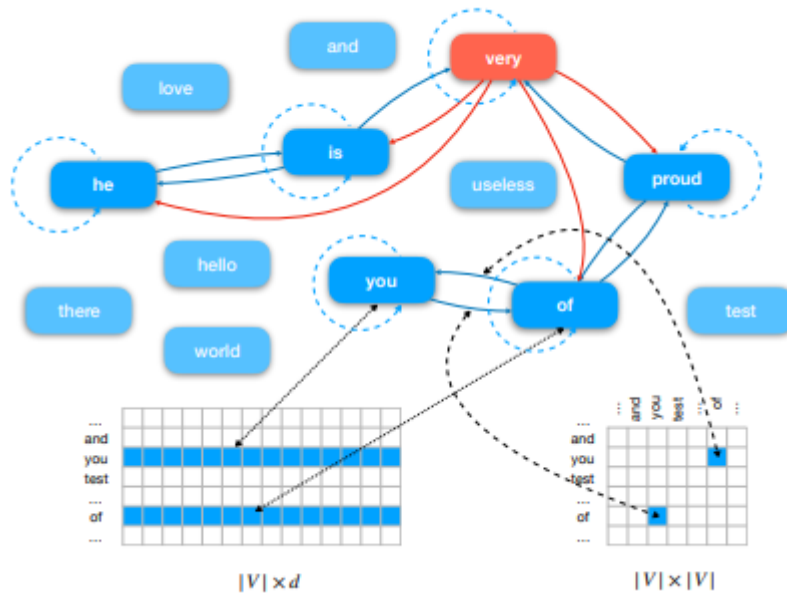 and
very
love
is
he
useless
proud
hello
you
there
of
test
world
....
and
you
test
....
of
....
|V| × d
... and you test ... of ...
....
and
you
test
....
of
....
|V| × |V|